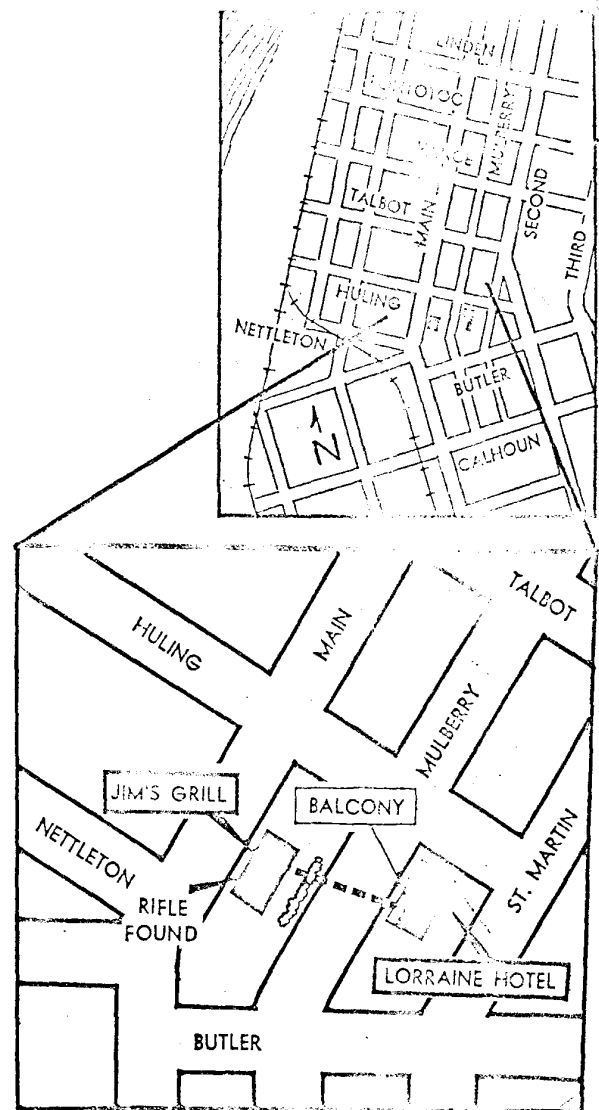 LINDEN
MULBERRY
TALBOT
MAIN
SECOND
THIRD
HULING
NETTLETON
BUTLER
N
CALHOUN
TALBOT
HULING
MAIN
MULBERRY
JIM'S GRILL
BALCONY
ST. MARTIN
NETTLETON
RIFLE
FOUND
LORRAINE HOTEL
BUTLER